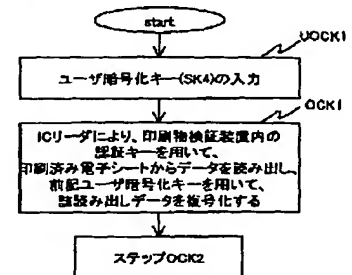 start
UOCK1
ユーザ暗号化キー(SK4)の入力
OCK1
ICリーダにより、印刷物検証装置内の
認証キーを用いて、
印刷済み電子シートからデータを読み出し、
前記ユーザ暗号化キーを用いて、
該読み出しデータを復号化する
ステップOCK2